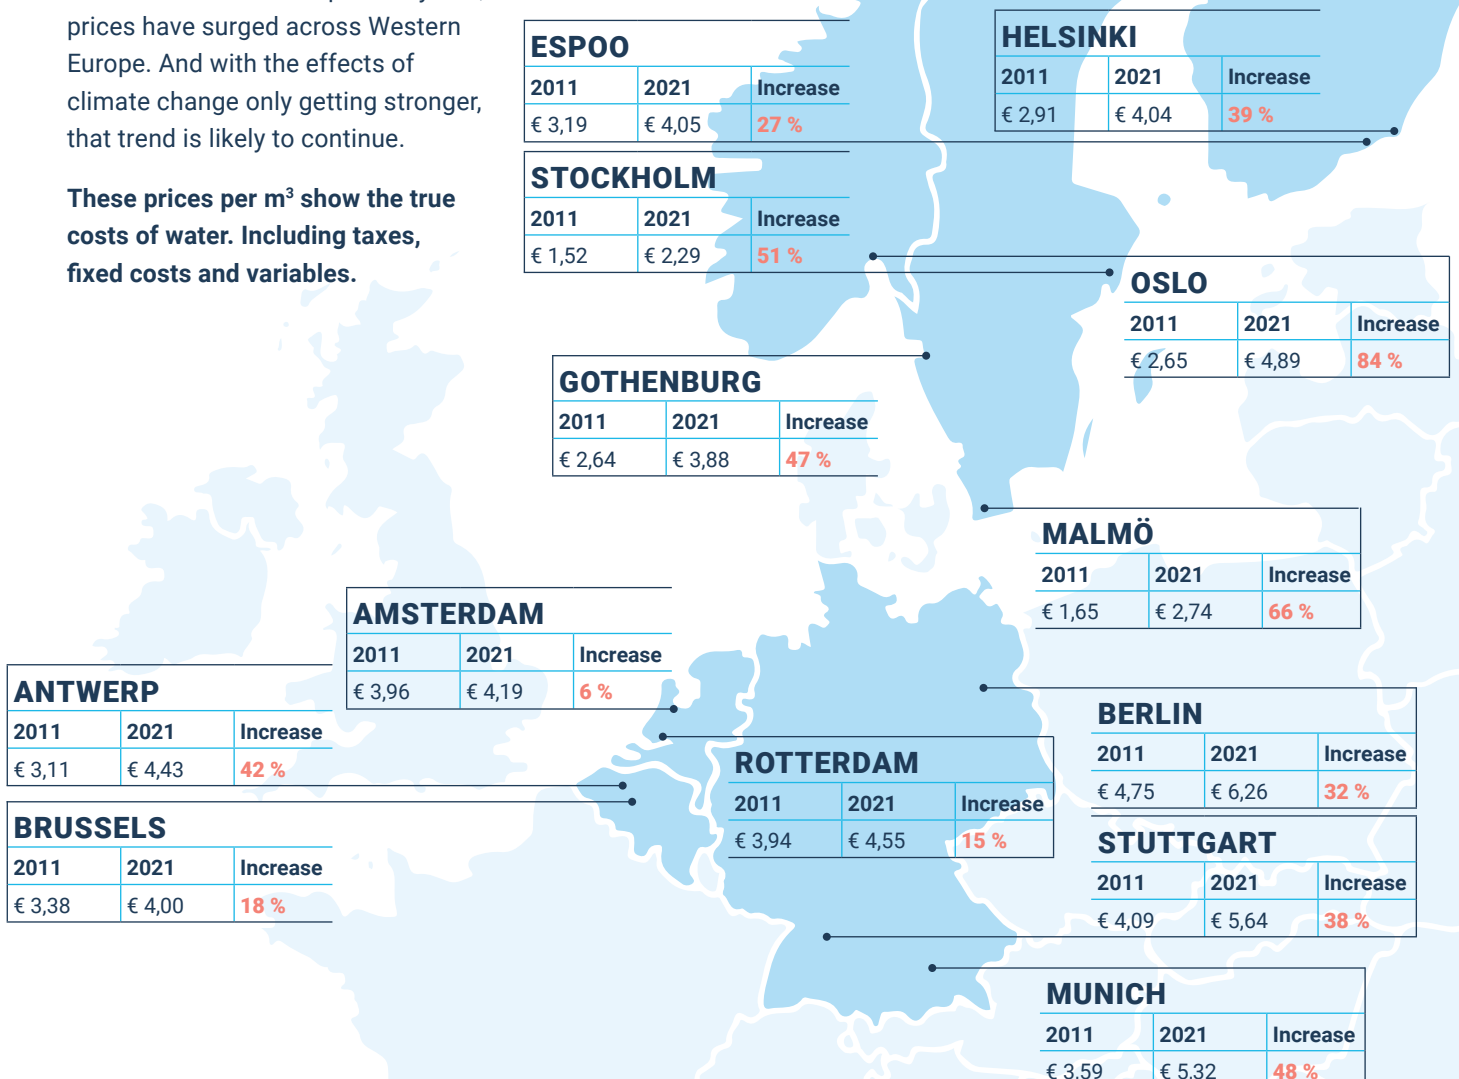 prices have surged across Western
Europe. And with the effects of
climate change only getting stronger,
that trend is likely to continue.
These prices per m³ show the true
costs of water. Including taxes,
fixed costs and variables.
ESPOO
2011 2021 Increase
€ 3,19 € 4,05 27 %
HELSINKI
2011 2021 Increase
€ 2,91 € 4,04 39 %
STOCKHOLM
2011 2021 Increase
€ 1,52 € 2,29 51 %
OSLO
2011 2021 Increase
€ 2,65 € 4,89 84 %
GOTHENBURG
2011 2021 Increase
€ 2,64 € 3,88 47 %
MALMÖ
2011 2021 Increase
€ 1,65 € 2,74 66 %
AMSTERDAM
2011 2021 Increase
€ 3,96 € 4,19 6 %
ANTWERP
2011 2021 Increase
€ 3,11 € 4,43 42 %
BERLIN
2011 2021 Increase
€ 4,75 € 6,26 32 %
ROTTERDAM
2011 2021 Increase
€ 3,94 € 4,55 15 %
BRUSSELS
2011 2021 Increase
€ 3,38 € 4,00 18 %
STUTTGART
2011 2021 Increase
€ 4,09 € 5,64 38 %
MUNICH
2011 2021 Increase
€ 3,59 € 5,32 48 %